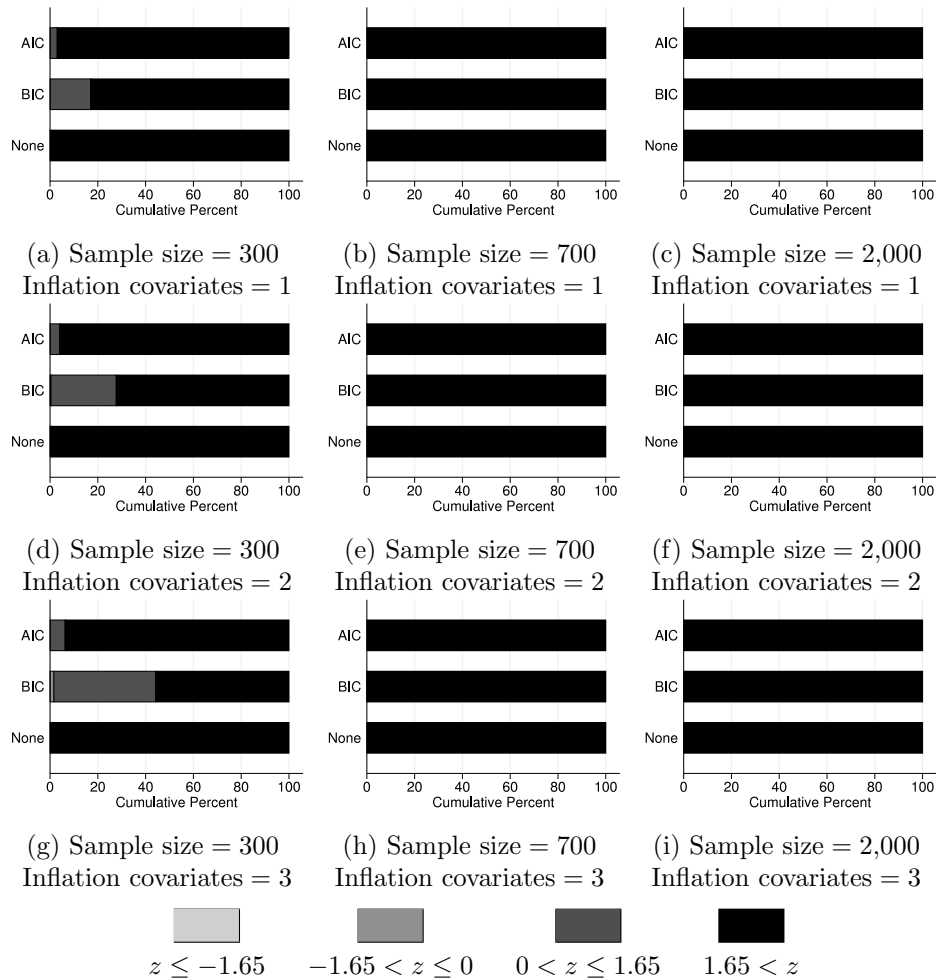 AIC
BIC
None
0 20 40 60 80 100
Cumulative Percent
(a) Sample size = 300
Inflation covariates = 1
AIC
BIC
None
0 20 40 60 80 100
Cumulative Percent
(b) Sample size = 700
Inflation covariates = 1
AIC
BIC
None
0 20 40 60 80 100
Cumulative Percent
(c) Sample size = 2,000
Inflation covariates = 1
AIC
BIC
None
0 20 40 60 80 100
Cumulative Percent
(d) Sample size = 300
Inflation covariates = 2
AIC
BIC
None
0 20 40 60 80 100
Cumulative Percent
(e) Sample size = 700
Inflation covariates = 2
AIC
BIC
None
0 20 40 60 80 100
Cumulative Percent
(f) Sample size = 2,000
Inflation covariates = 2
AIC
BIC
None
0 20 40 60 80 100
Cumulative Percent
(g) Sample size = 300
Inflation covariates = 3
AIC
BIC
None
0 20 40 60 80 100
Cumulative Percent
(h) Sample size = 700
Inflation covariates = 3
AIC
BIC
None
0 20 40 60 80 100
Cumulative Percent
(i) Sample size = 2,000
Inflation covariates = 3
z ≤ −1.65 −1.65 < z ≤ 0 0 < z ≤ 1.65 1.65 < z